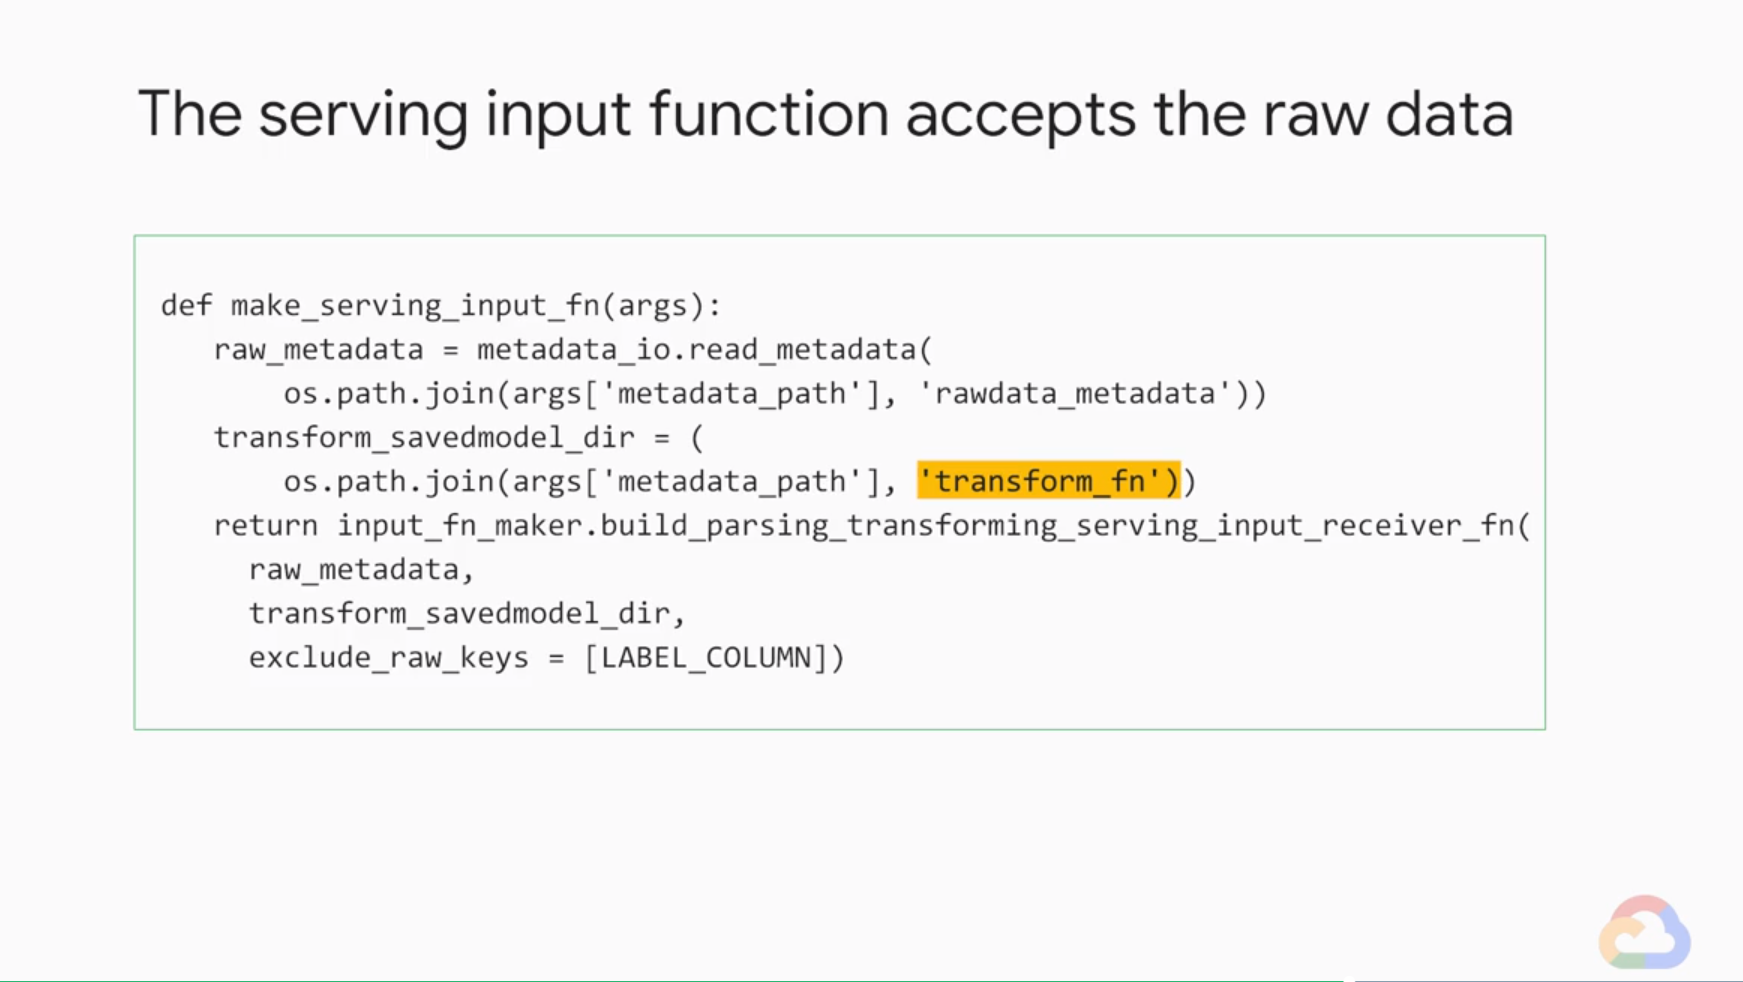 The serving input function accepts the raw data
def make_serving_input_fn(args):
raw_metadata = metadata_io.read_metadata(
os.path.join(args['metadata_path'], 'rawdata_metadata'))
transform_savedmodel_dir = (
os.path.join(args['metadata_path'], 'transform_fn'))
return input_fn_maker.build_parsing_transforming_serving_input_receiver_fn(
raw_metadata,
transform_savedmodel_dir,
exclude_raw_keys = [LABEL_COLUMN])